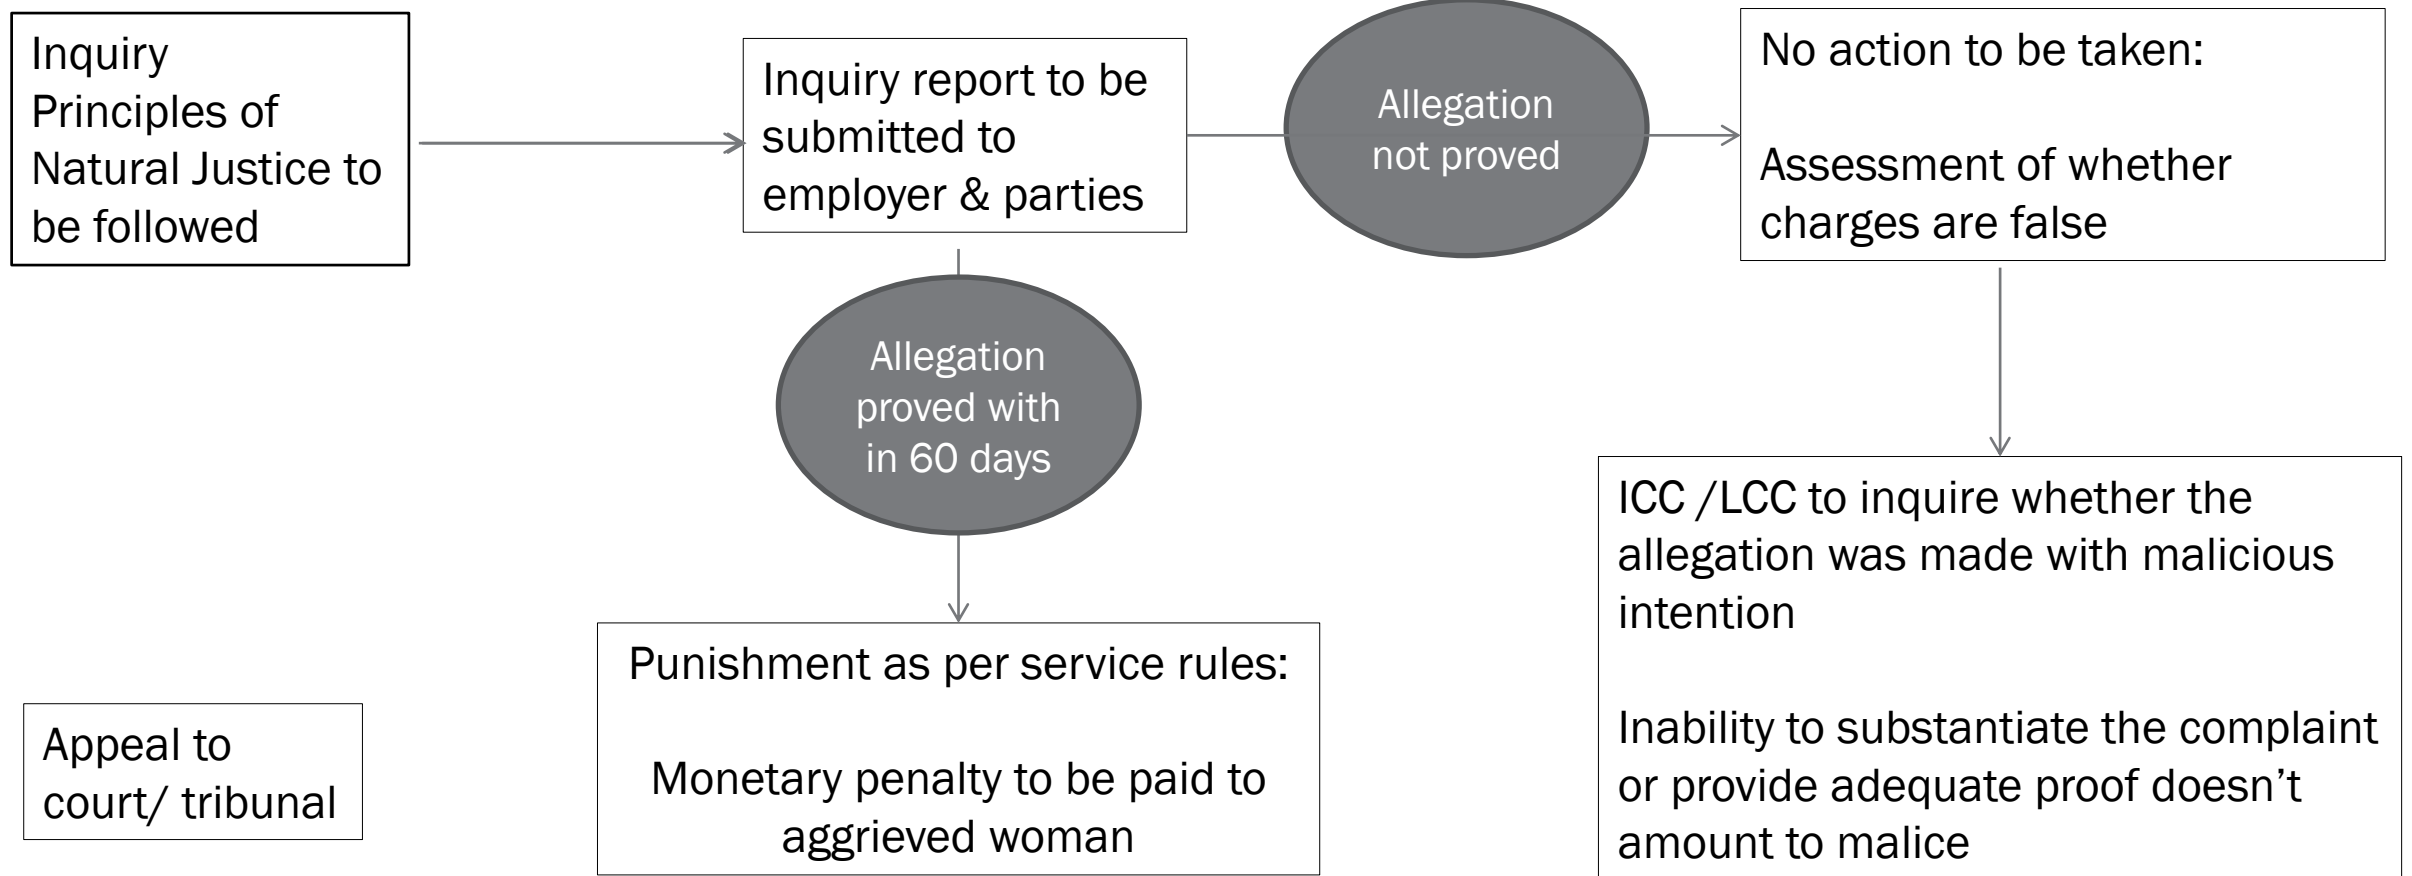 Inquiry
Principles of
Natural Justice to
be followed
Inquiry report to be
submitted to
employer & parties
Allegation
not proved
No action to be taken:
Assessment of whether
charges are false
Allegation
proved with
in 60 days
ICC /LCC to inquire whether the
allegation was made with malicious
intention
Inability to substantiate the complaint
or provide adequate proof doesn’t
amount to malice
Punishment as per service rules:
Monetary penalty to be paid to
aggrieved woman
Appeal to
court/ tribunal